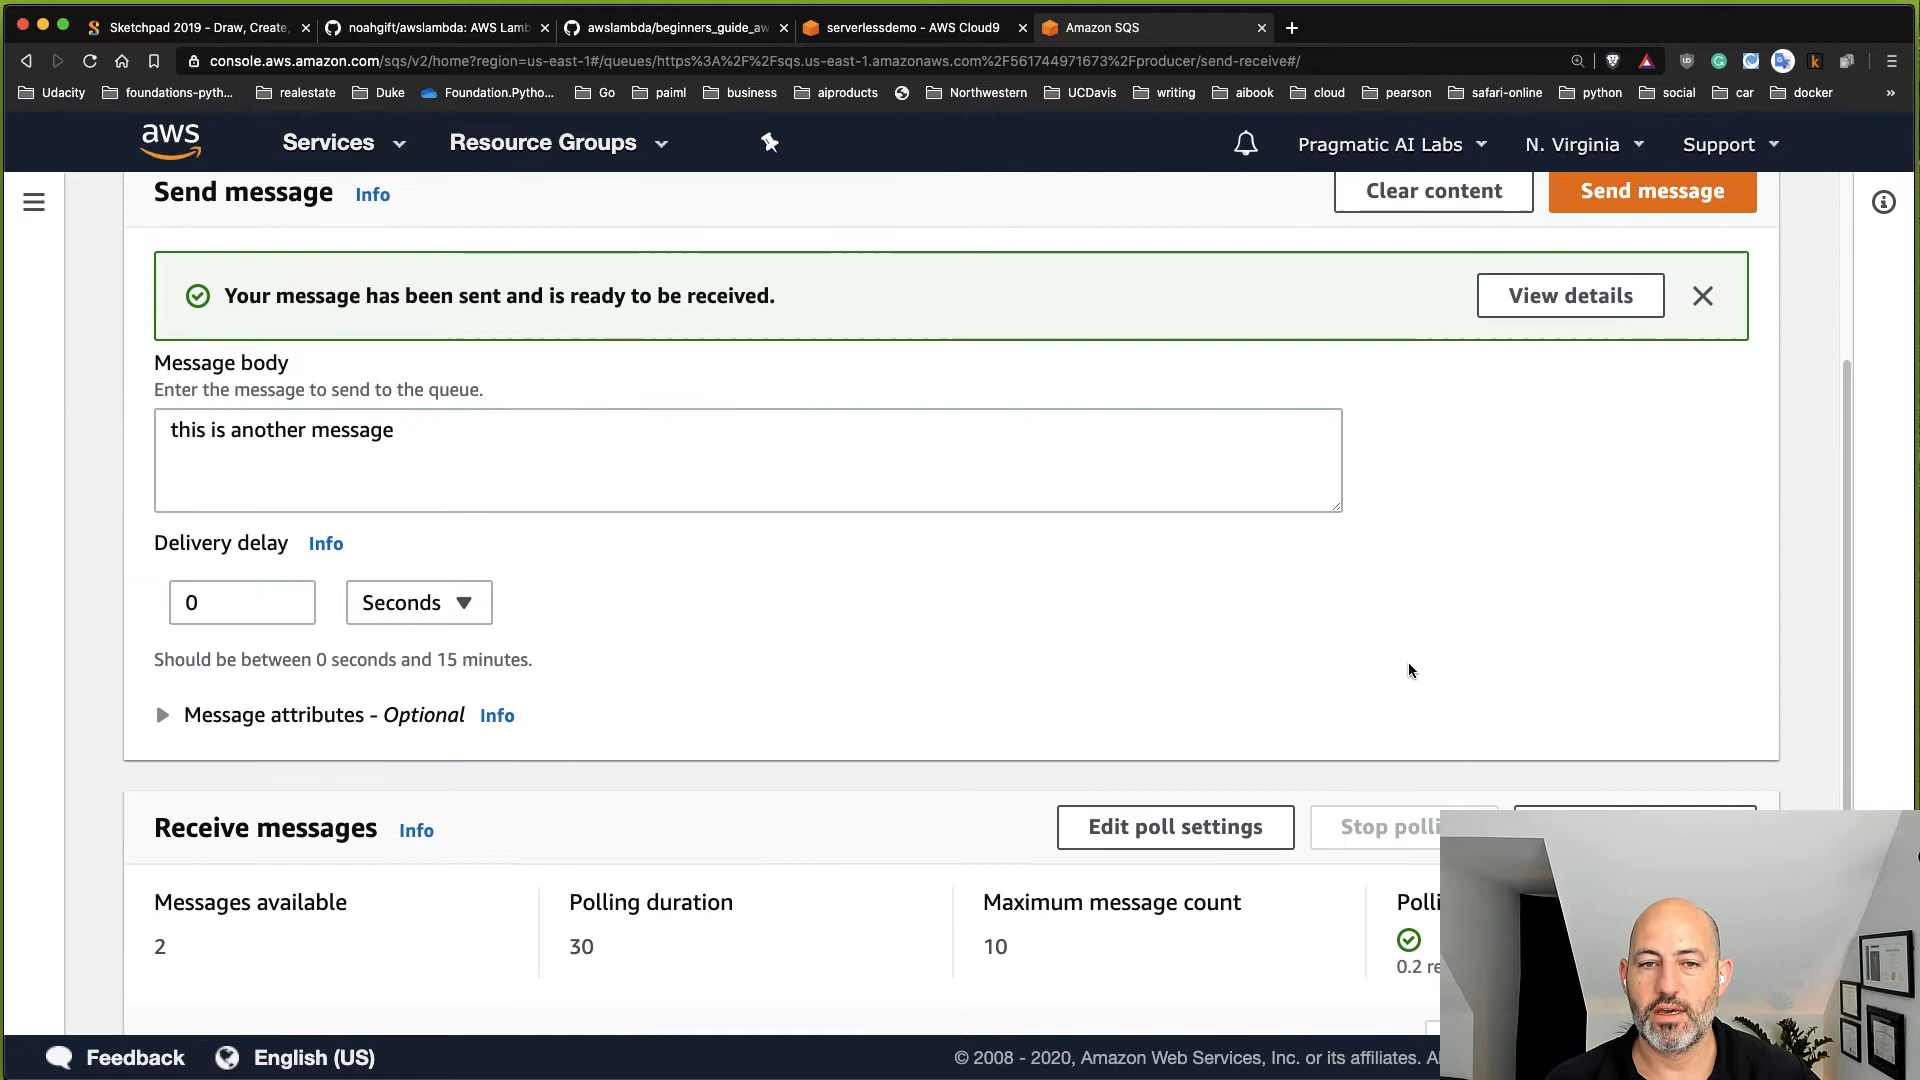 Sketchpad 2019 - Draw, Create,
noahgift/awslambda: AWS Lamb
awslambda/beginners_guide_aw
serverlessdemo - AWS Cloud9
Amazon SQS
console.aws.amazon.com/sqs/v2/home?region=us-east-1#/queues/https%3A%2F%2Fsqs.us-east-1.amazonaws.com%2F561744971673%2Fproducer/send-receive#/
Udacity
foundations-pyth...
realestate
Duke
Foundation.Pytho...
Go
paiml
business
aiproducts
Northwestern
UCDavis
writing
aibook
cloud
pearson
safari-online
python
social
car
docker
»
aws
Services
Resource Groups
Pragmatic AI Labs
N. Virginia
Support
Send message Info
Clear content
Send message
Your message has been sent and is ready to be received.
View details
Message body
Enter the message to send to the queue.
this is another message
Delivery delay Info
0
Seconds
Should be between 0 seconds and 15 minutes.
Message attributes - Optional Info
Receive messages Info
Edit poll settings
Stop polli
Messages available
2
Polling duration
30
Maximum message count
10
Polli
0.2 re
Feedback
English (US)
© 2008 - 2020, Amazon Web Services, Inc. or its affiliates. A